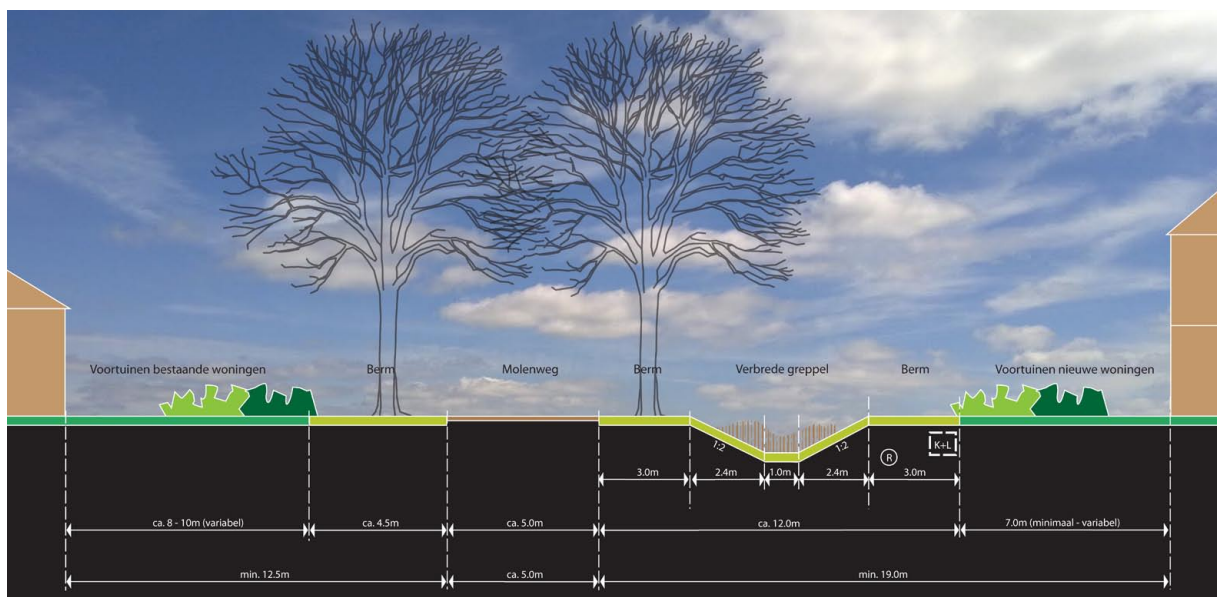 Voortuinen bestaande woningen
Berm
Molenweg
Berm
Verbrede greppel
Berm
Voortuinen nieuwe woningen
1:2
1:2
R
K+L
3.0m
2.4m
1.0m
2.4m
3.0m
ca. 8 - 10m (variabel)
ca. 4.5m
ca. 5.0m
ca. 12.0m
7.0m (minimaal - variabel)
min. 12.5m
ca. 5.0m
min. 19.0m